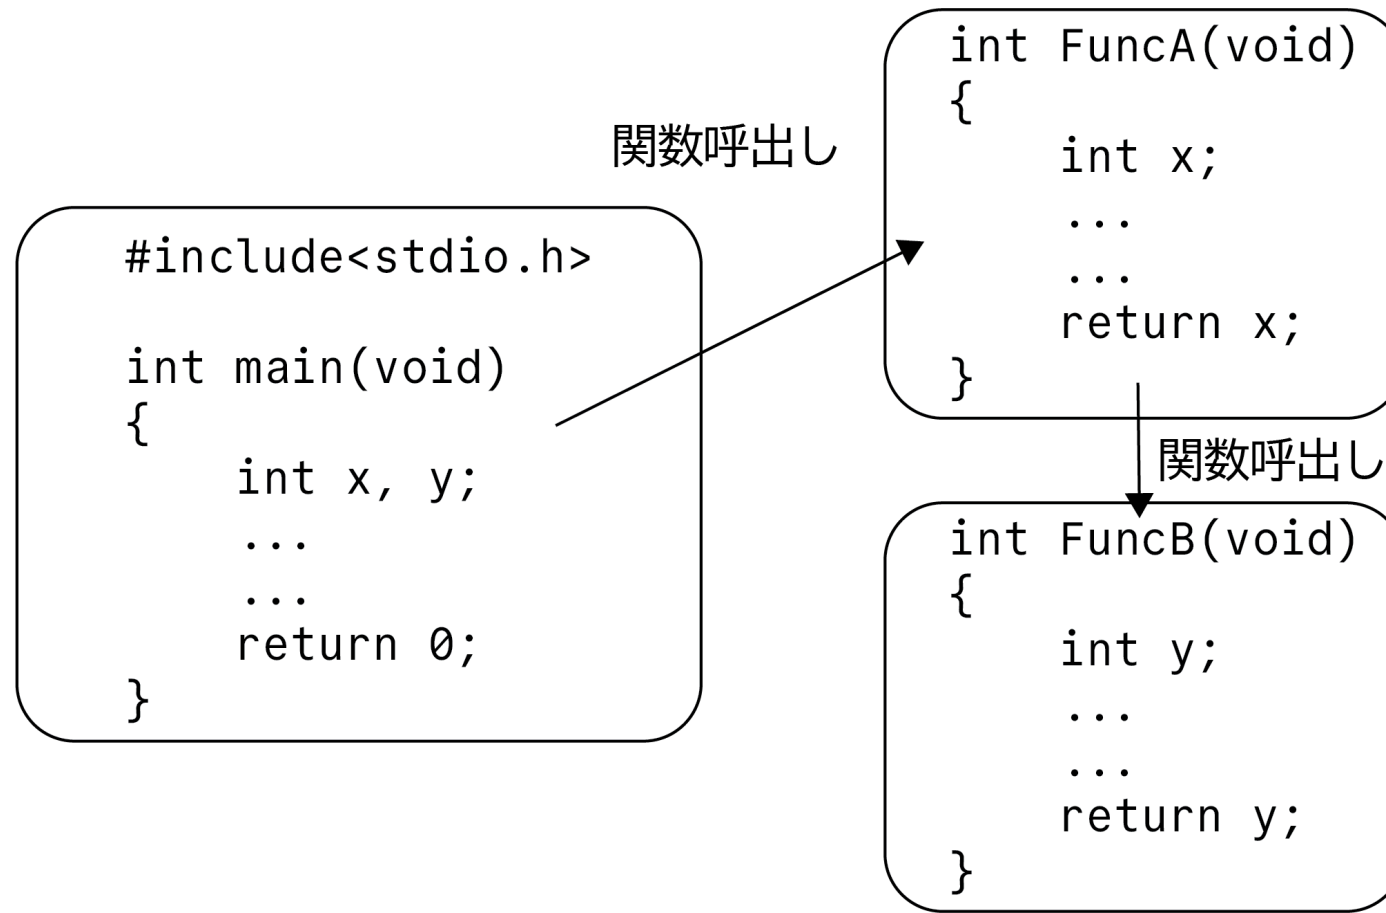 #include<stdio.h>

int main(void)
{
    int x, y;
    ...
    ...
    return 0;
}
関数呼出し
int FuncA(void)
{
    int x;
    ...
    ...
    return x;
}
関数呼出し
int FuncB(void)
{
    int y;
    ...
    ...
    return y;
}